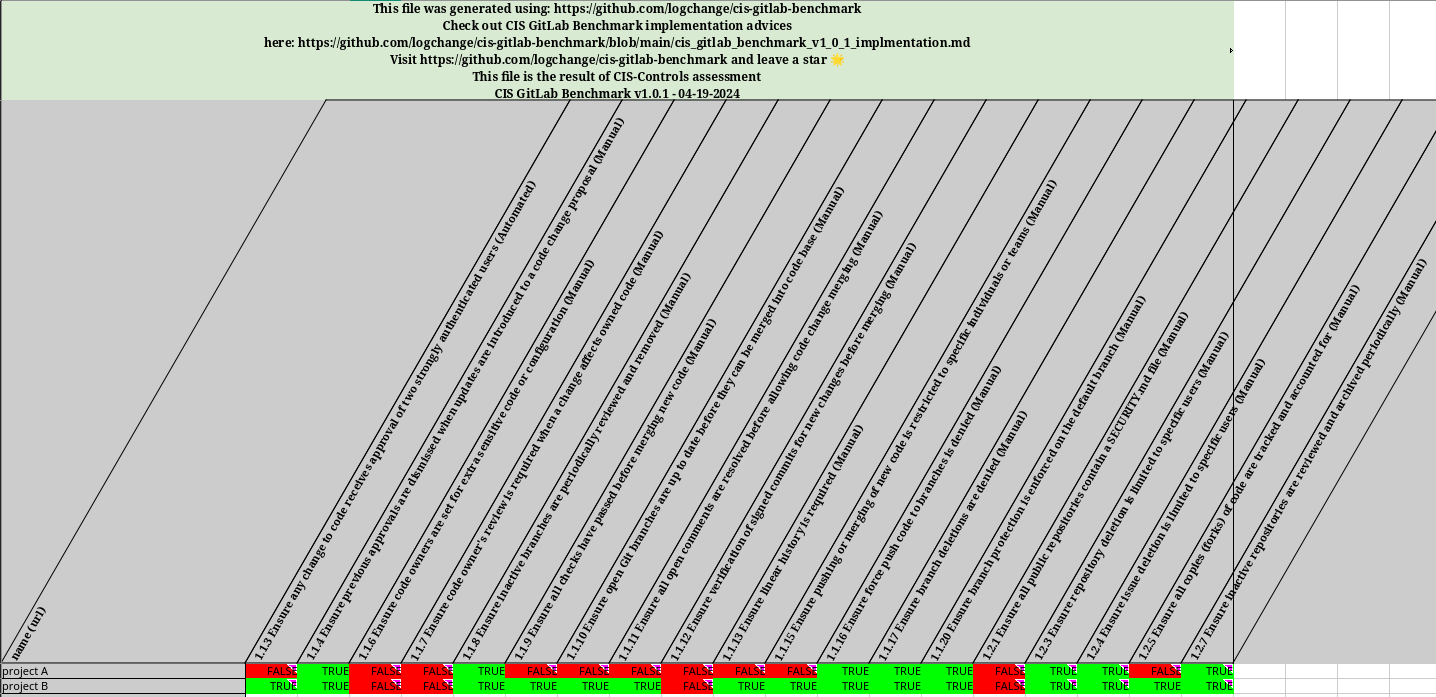 This file was generated using: https://github.com/logchange/cis-gitlab-benchmark
Check out CIS GitLab Benchmark implementation advices
here: https://github.com/logchange/cis-gitlab-benchmark/blob/main/cis_gitlab_benchmark_v1_0_1_implmentation.md
Visit https://github.com/logchange/cis-gitlab-benchmark and leave a star 🌟
This file is the result of CIS-Controls assessment
CIS GitLab Benchmark v1.0.1 - 04-19-2024
name (url)
1.1.3 Ensure any change to code receives approval of two strongly authenticated users (Automated)
1.1.4 Ensure previous approvals are dismissed when updates are introduced to a code change proposal (Manual)
1.1.6 Ensure code owners are set for extra sensitive code or configuration (Manual)
1.1.7 Ensure code owner's review is required when a change affects owned code (Manual)
1.1.8 Ensure inactive branches are periodically reviewed and removed (Manual)
1.1.9 Ensure all checks have passed before merging new code (Manual)
1.1.10 Ensure open Git branches are up to date before they can be merged into code base (Manual)
1.1.11 Ensure all open comments are resolved before allowing code change merging (Manual)
1.1.12 Ensure verification of signed commits for new changes before merging (Manual)
1.1.13 Ensure linear history is required (Manual)
1.1.15 Ensure pushing or merging of new code is restricted to specific individuals or teams (Manual)
1.1.16 Ensure force push code to branches is denied (Manual)
1.1.17 Ensure branch deletions are denied (Manual)
1.1.20 Ensure branch protection is enforced on the default branch (Manual)
1.2.1 Ensure all public repositories contain a SECURITY.md file (Manual)
1.2.3 Ensure repository deletion is limited to specific users (Manual)
1.2.4 Ensure issue deletion is limited to specific users (Manual)
1.2.5 Ensure all copies (forks) of code are tracked and accounted for (Manual)
1.2.7 Ensure inactive repositories are reviewed and archived periodically (Manual)
project A FALSE TRUE FALSE FALSE TRUE FALSE FALSE FALSE FALSE FALSE FALSE TRUE TRUE TRUE FALSE TRUE TRUE FALSE TRUE
project B TRUE TRUE FALSE FALSE TRUE TRUE TRUE TRUE FALSE TRUE TRUE TRUE TRUE TRUE FALSE TRUE TRUE TRUE TRUE